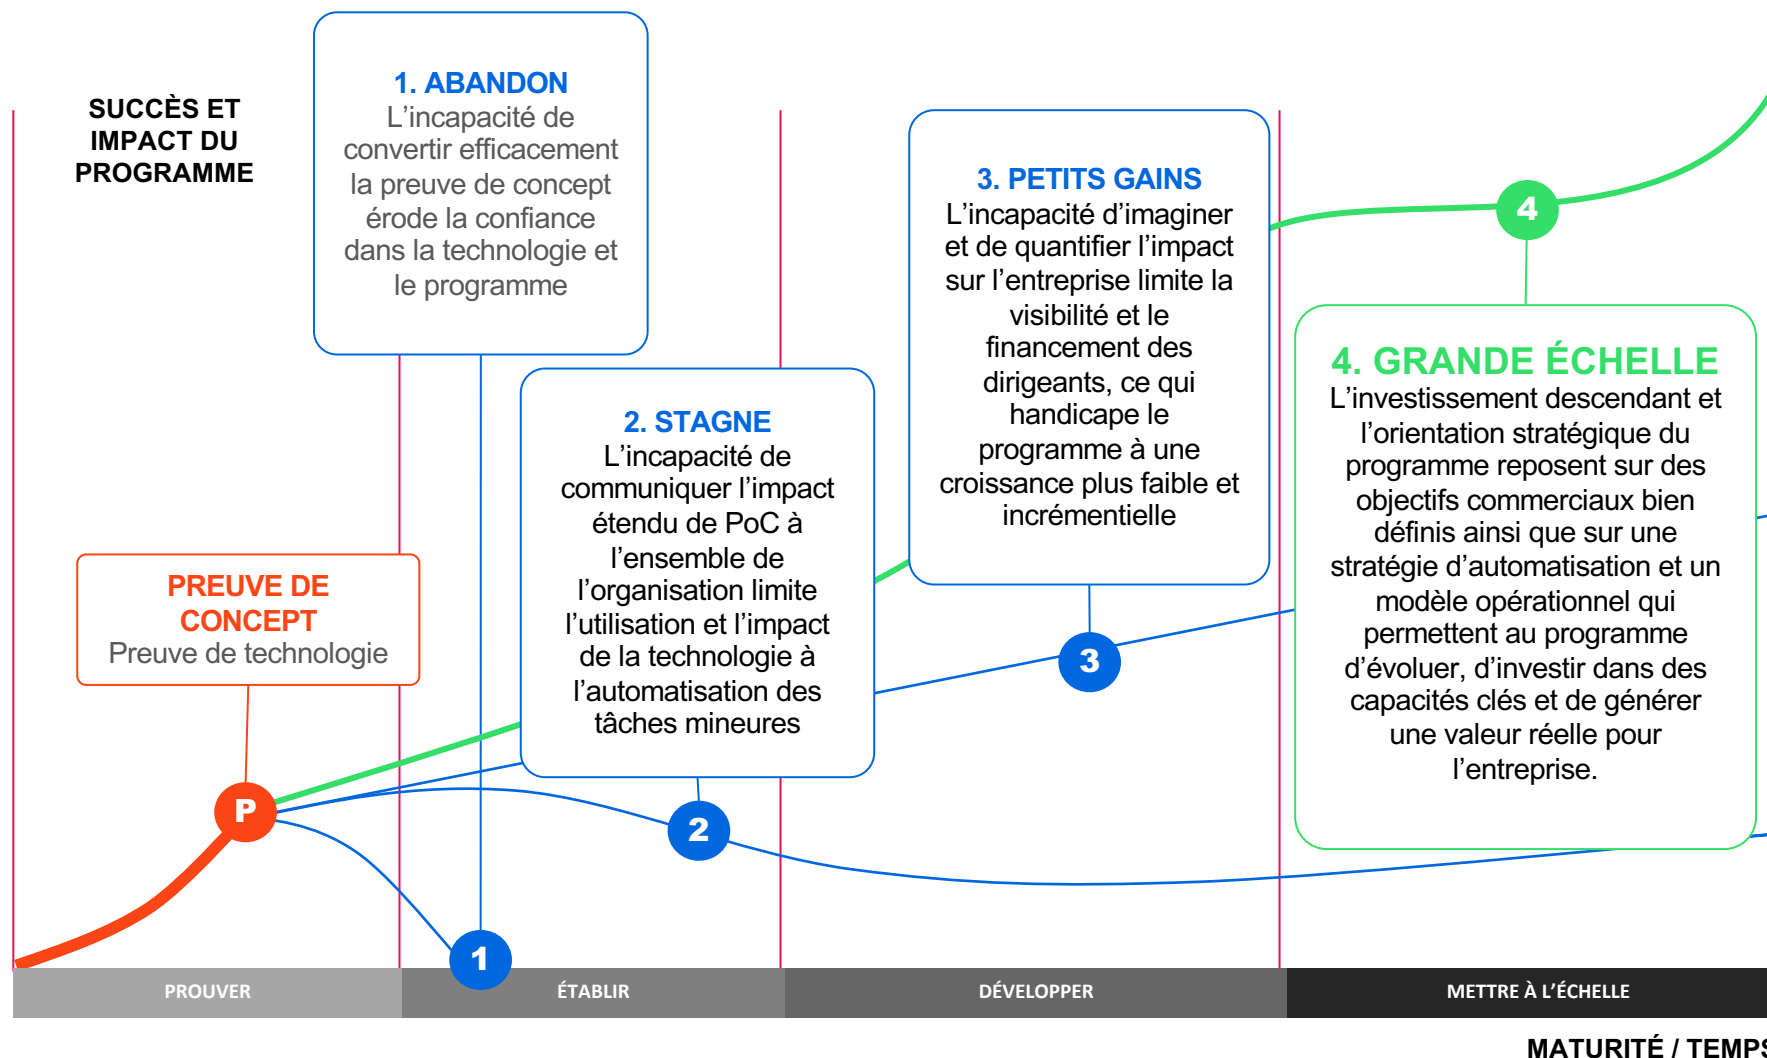 SUCCÈS ET
IMPACT DU
PROGRAMME
1. ABANDON
L’incapacité de
convertir efficacement
la preuve de concept
érode la confiance
dans la technologie et
le programme
2. STAGNE
L’incapacité de
communiquer l’impact
étendu de PoC à
l’ensemble de
l’organisation limite
l’utilisation et l’impact
de la technologie à
l’automatisation des
tâches mineures
3. PETITS GAINS
L’incapacité d’imaginer
et de quantifier l’impact
sur l’entreprise limite la
visibilité et le
financement des
dirigeants, ce qui
handicape le
programme à une
croissance plus faible et
incrémentielle
4
4. GRANDE ÉCHELLE
L’investissement descendant et
l’orientation stratégique du
programme reposent sur des
objectifs commerciaux bien
définis ainsi que sur une
stratégie d’automatisation et un
modèle opérationnel qui
permettent au programme
d’évoluer, d’investir dans des
capacités clés et de générer
une valeur réelle pour
l’entreprise.
PREUVE DE
CONCEPT
Preuve de technologie
P
3
2
1
PROUVER
ÉTABLIR
DÉVELOPPER
METTRE À L’ÉCHELLE
MATURITÉ / TEMPS